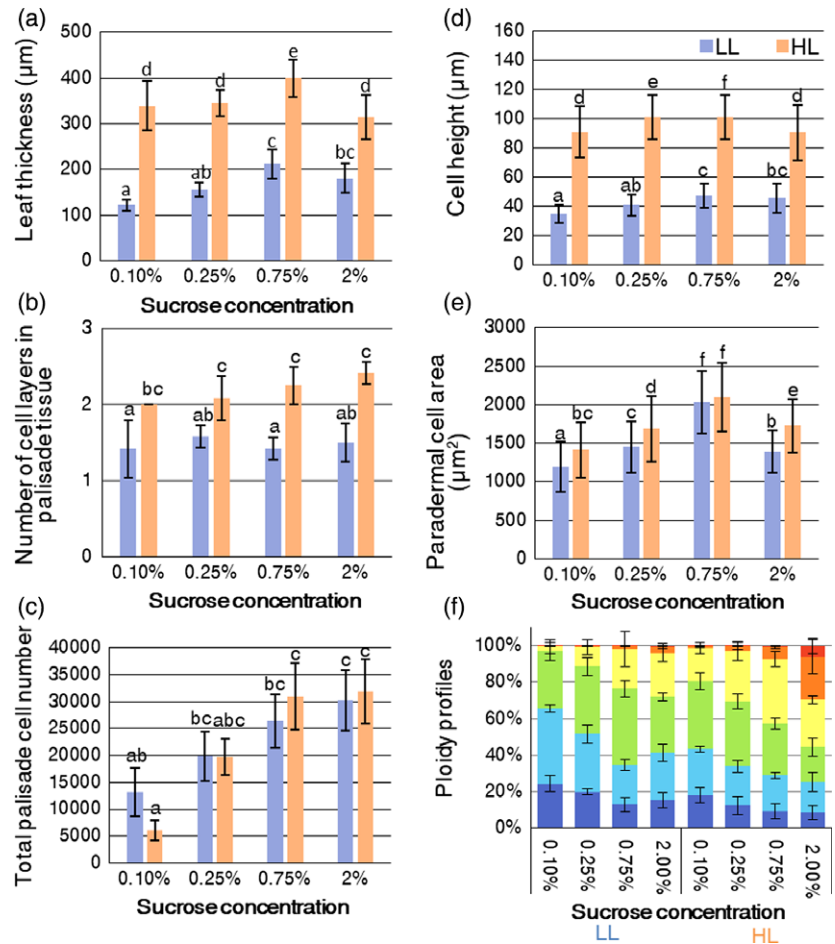 (a)
Leaf thickness (μm)
500
400
300
200
100
0
a
d
ab
d
c
e
bc
d
0.10% 0.25% 0.75% 2%
Sucrose concentration
(b)
Number of cell layers in
palisade tissue
3
2
1
0
a
bc
ab
c
a
c
ab
c
0.10% 0.25% 0.75% 2%
Sucrose concentration
(c)
Total palisade cell number
40000
35000
30000
25000
20000
15000
10000
5000
0
ab
a
bc
abc
bc
c
c
c
0.10% 0.25% 0.75% 2%
Sucrose concentration
(d)
LL HL
Cell height (μm)
160
140
120
100
80
60
40
20
0
a
d
ab
e
c
f
bc
d
0.10% 0.25% 0.75% 2%
Sucrose concentration
(e)
Paradermal cell area
(μm²)
3000
2500
2000
1500
1000
500
0
a
bc
c
d
f
f
b
e
0.10% 0.25% 0.75% 2%
Sucrose concentration
(f)
Ploidy profiles
100%
80%
60%
40%
20%
0%
0.10% 0.25% 0.75% 2.00% 0.10% 0.25% 0.75% 2.00%
Sucrose concentration
LL HL